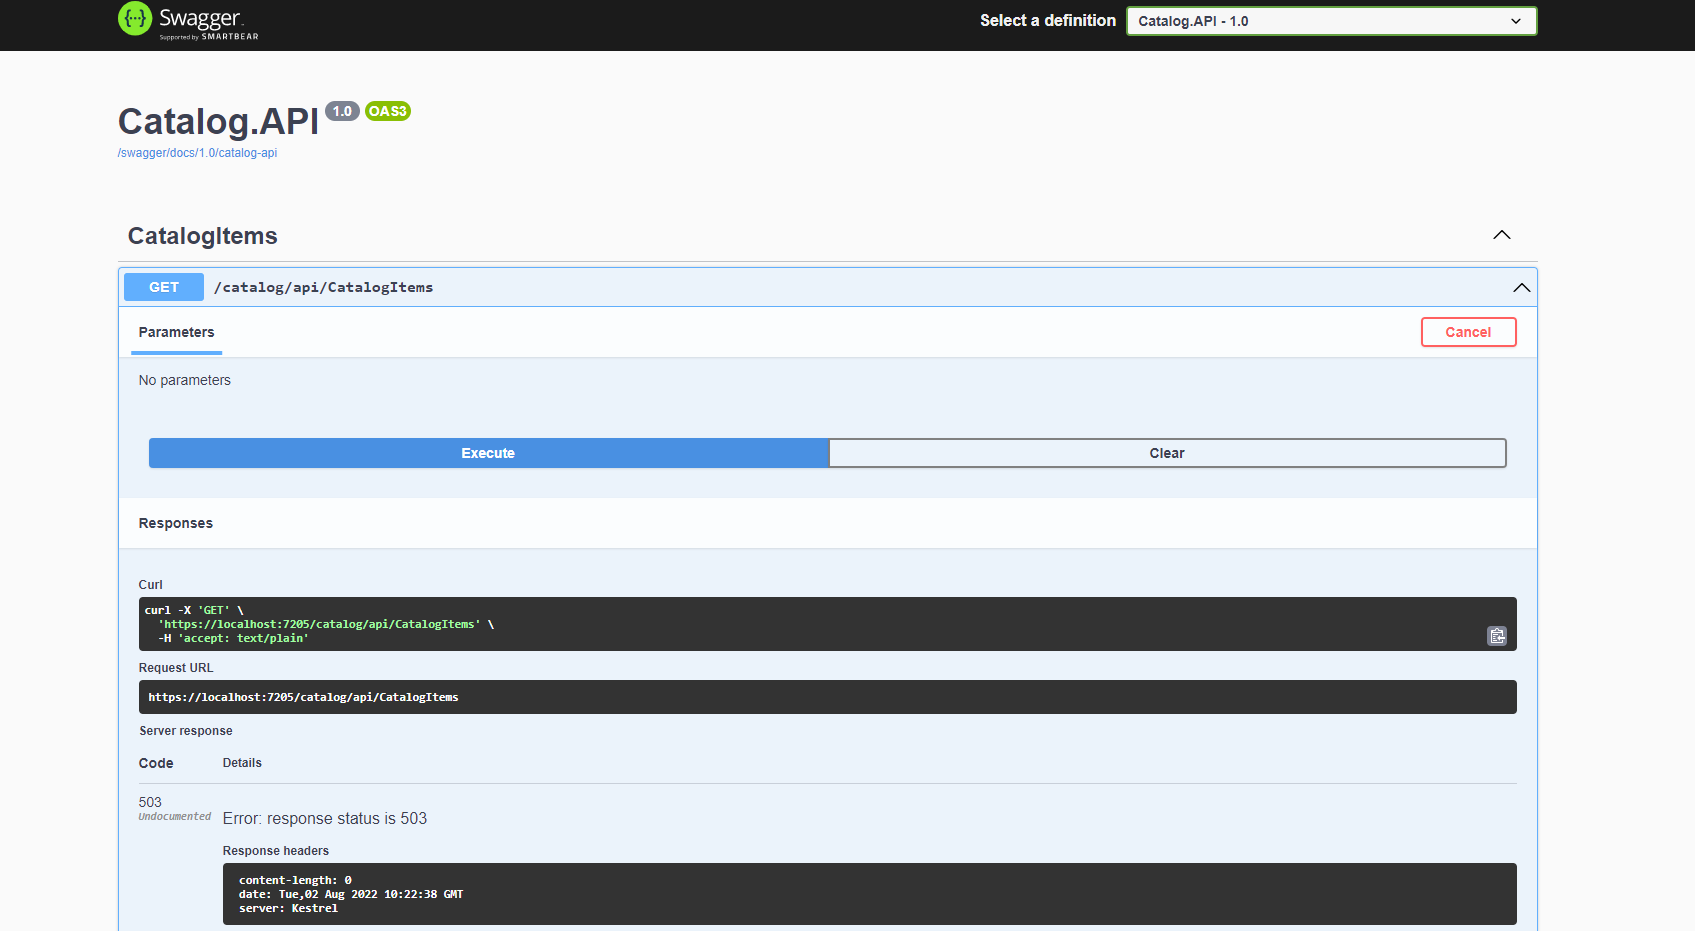 {···} Swagger.
Supported by SMARTBEAR
Select a definition
Catalog.API - 1.0
Catalog.API 1.0 OAS3
/swagger/docs/1.0/catalog-api
CatalogItems
GET /catalog/api/CatalogItems
Parameters
Cancel
No parameters
Execute
Clear
Responses
Curl
curl -X 'GET' \
'https://localhost:7205/catalog/api/CatalogItems' \
-H 'accept: text/plain'
Request URL
https://localhost:7205/catalog/api/CatalogItems
Server response
Code Details
503
Undocumented
Error: response status is 503
Response headers
content-length: 0
date: Tue,02 Aug 2022 10:22:38 GMT
server: Kestrel